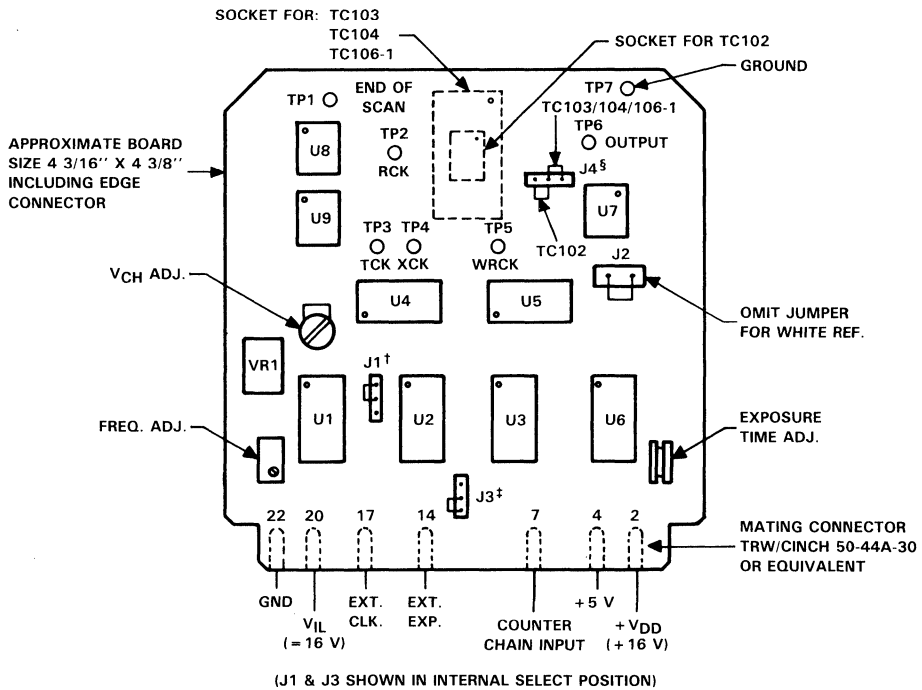 SOCKET FOR: TC103
TC104
TC106-1
SOCKET FOR TC102
GROUND
END OF
SCAN
TP1
TP7
TC103/104/106-1
TP2
RCK
TP6
OUTPUT
APPROXIMATE BOARD
SIZE 4 3/16'' X 4 3/8''
INCLUDING EDGE
CONNECTOR
U8
J4§
U9
U7
TP3 TP4
TP5
TC102
TCK XCK
WRCK
J2
VCH ADJ.
U4
U5
OMIT JUMPER
FOR WHITE REF.
VR1
J1†
U1
U2
U3
U6
FREQ. ADJ.
EXPOSURE
TIME ADJ.
J3‡
22 20 17 14 7 4 2
MATING CONNECTOR
TRW/CINCH 50-44A-30
OR EQUIVALENT
GND
VIL
(= 16 V)
EXT.
CLK.
EXT.
EXP.
COUNTER
CHAIN INPUT
+5 V
+VDD
(+16 V)
(J1 & J3 SHOWN IN INTERNAL SELECT POSITION)